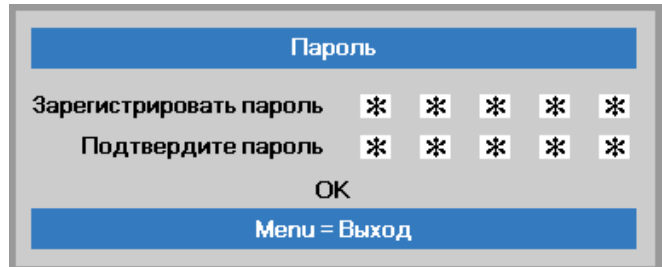 Пароль
Зарегистрировать пароль * * * * *
Подтвердите пароль * * * * *
OK
Menu = Выход